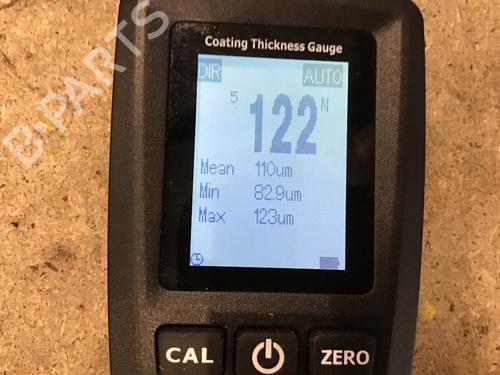 B-PARTS
Coating Thickness Gauge
DIR AUTO
5 122 N
Mean 110um
Min 82.9um
Max 123um
CAL ZERO